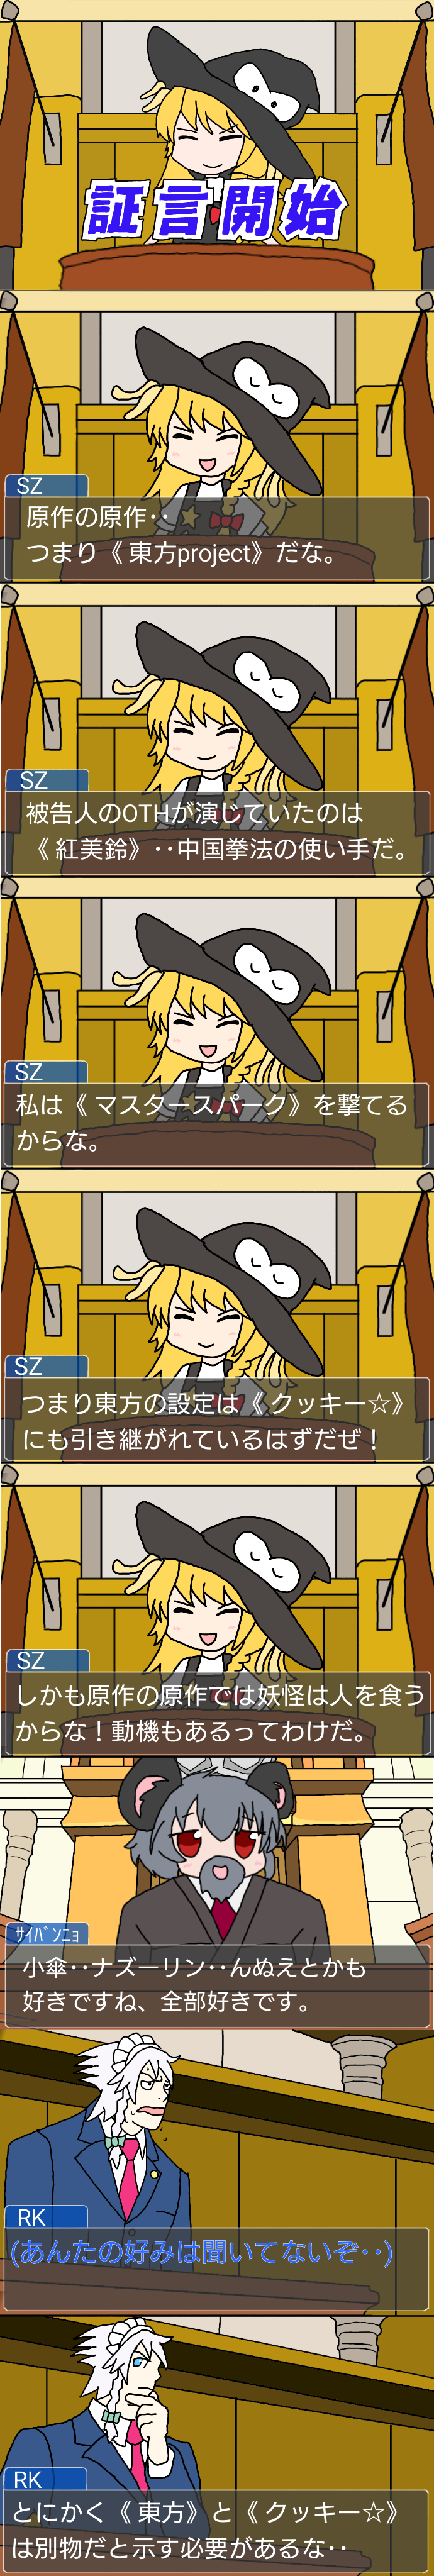 証言開始
SZ
原作の原作‥
つまり《 東方project》だな。
SZ
被告人のOTHが演じていたのは
《 紅美鈴》‥中国拳法の使い手だ。
SZ
私は《 マスタースパーク》を撃てる
からな。
SZ
つまり東方の設定は《 クッキー☆》
にも引き継がれているはずだぜ！
SZ
しかも原作の原作では妖怪は人を食う
からな！動機もあるってわけだ。
ｻｲﾊﾞﾝﾆｮ
小傘‥ナズーリン‥んぬえとかも
好きですね、全部好きです。
RK
(あんたの好みは聞いてないぞ‥)
RK
とにかく《 東方》と《 クッキー☆》
は別物だと示す必要があるな‥